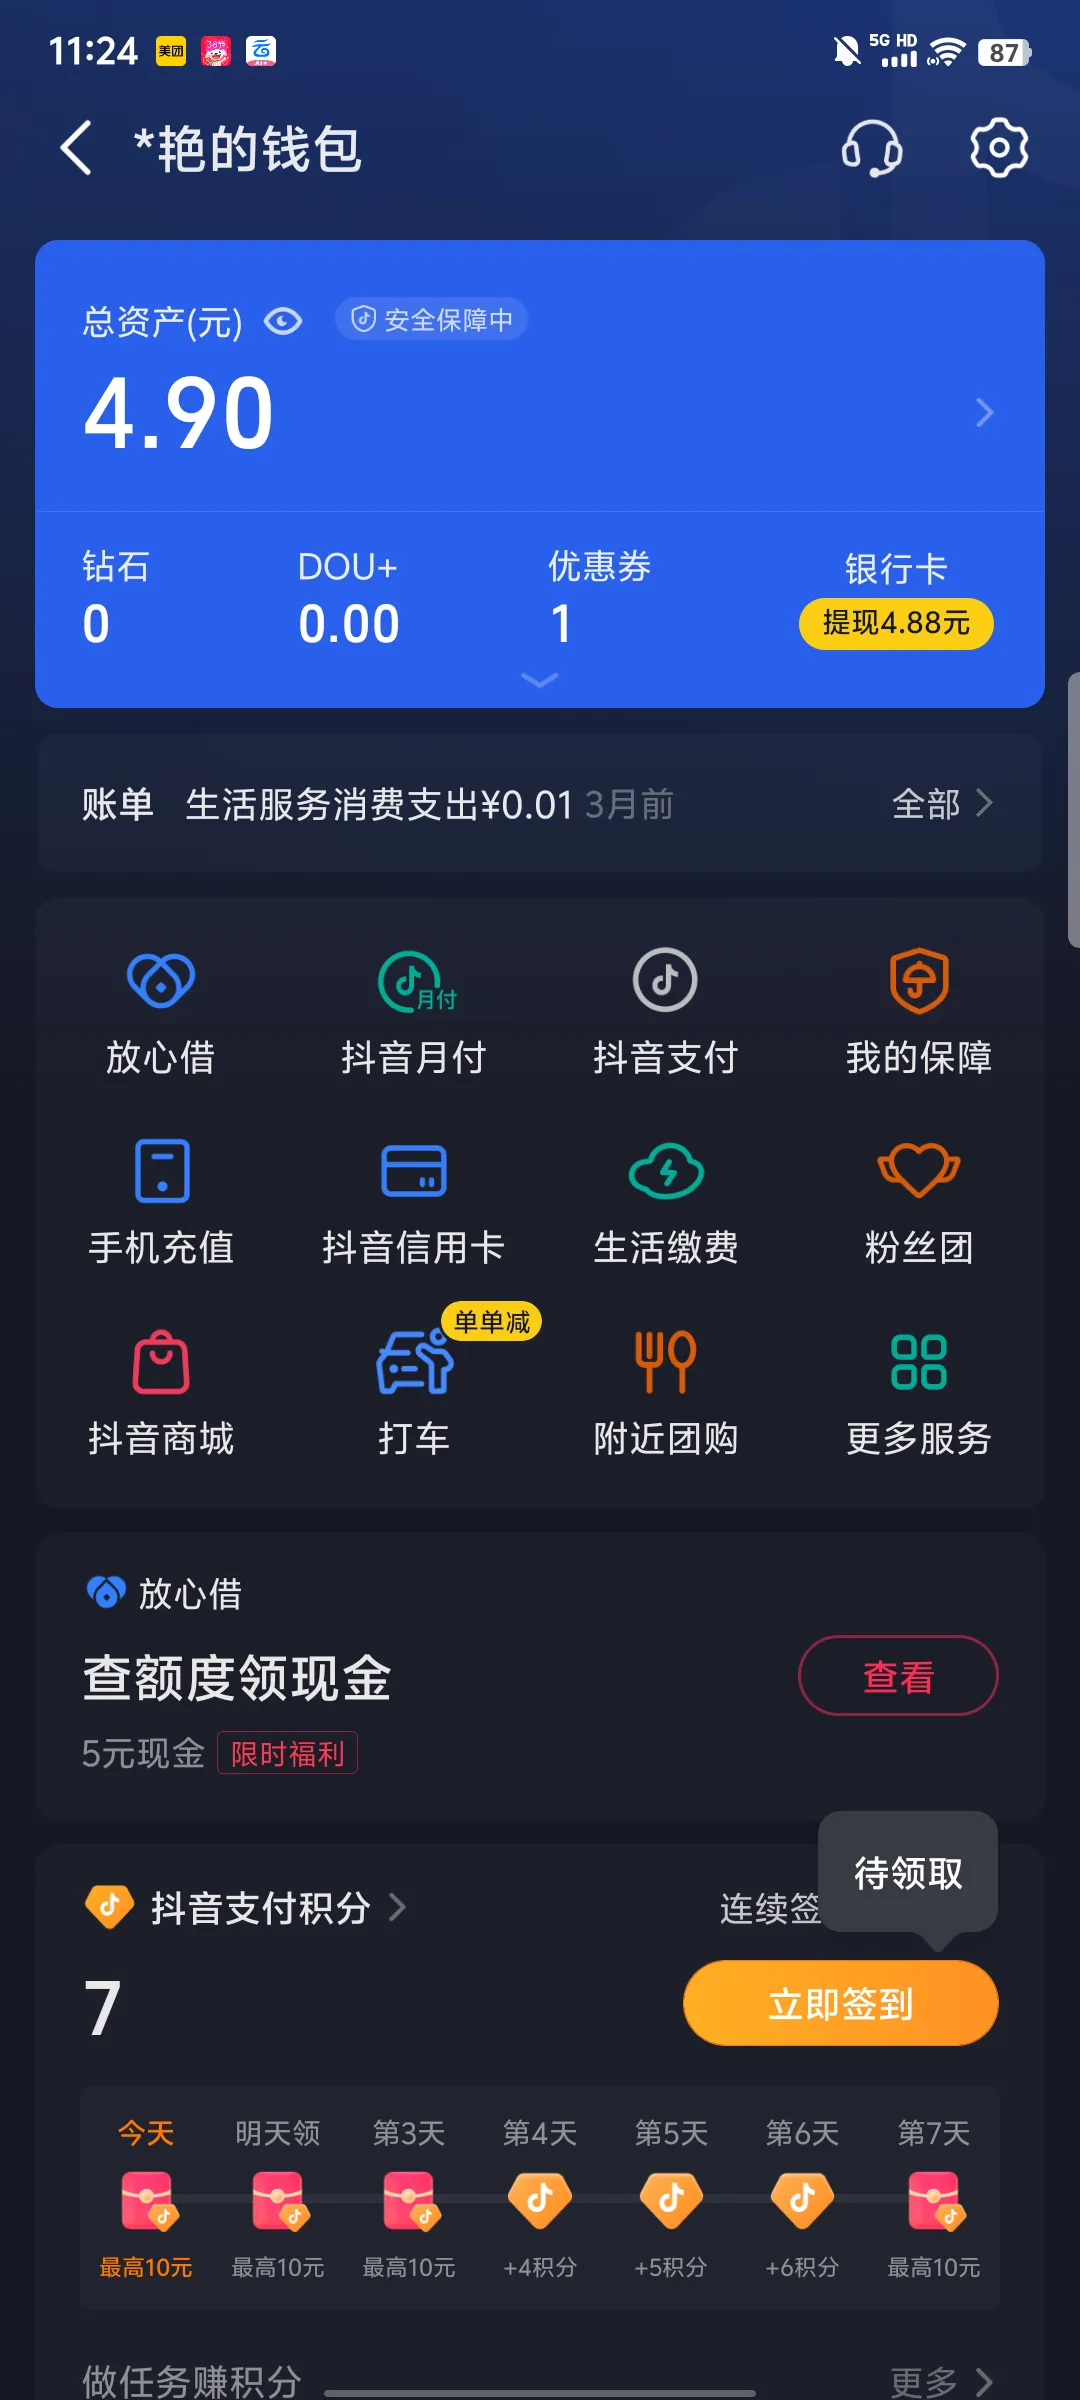 11:24
美团
5G HD
87
*艳的钱包
总资产(元)
安全保障中
4.90
钻石
DOU+
优惠券
银行卡
0
0.00
1
提现4.88元
账单 生活服务消费支出¥0.01 3月前
全部
月付
放心借
抖音月付
抖音支付
我的保障
手机充值
抖音信用卡
生活缴费
粉丝团
单单减
抖音商城
打车
附近团购
更多服务
放心借
查额度领现金
查看
5元现金 限时福利
待领取
抖音支付积分
连续签
7
立即签到
今天
明天领
第3天
第4天
第5天
第6天
第7天
最高10元
最高10元
最高10元
+4积分
+5积分
+6积分
最高10元
做任务赚积分
更多